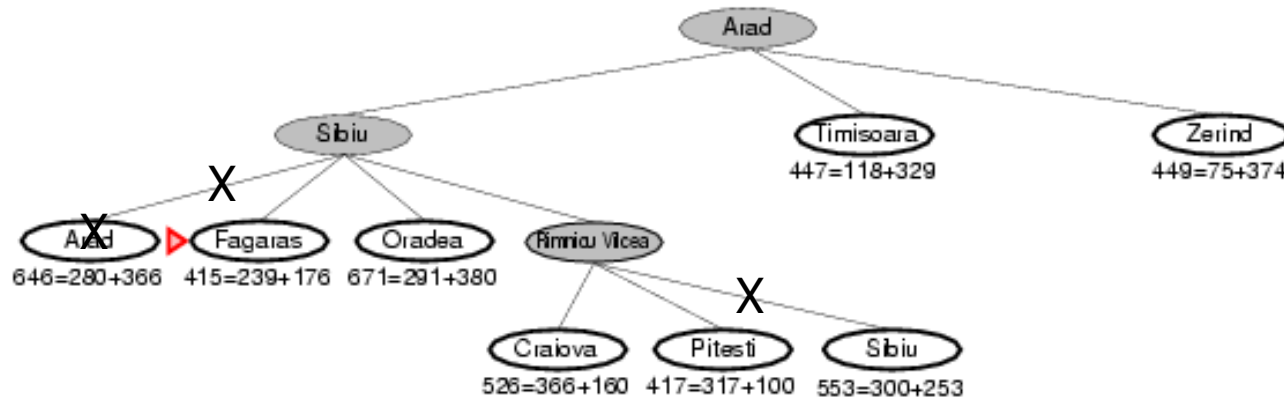 Arad
Sibiu
Timisoara
Zerind
447=118+329
449=75+374
X
Arad
X
Fagaras
Oradea
Rimnicu Vilcea
646=280+366
415=239+176
671=291+380
X
Craiova
Pitesti
Sibiu
526=366+160
417=317+100
553=300+253